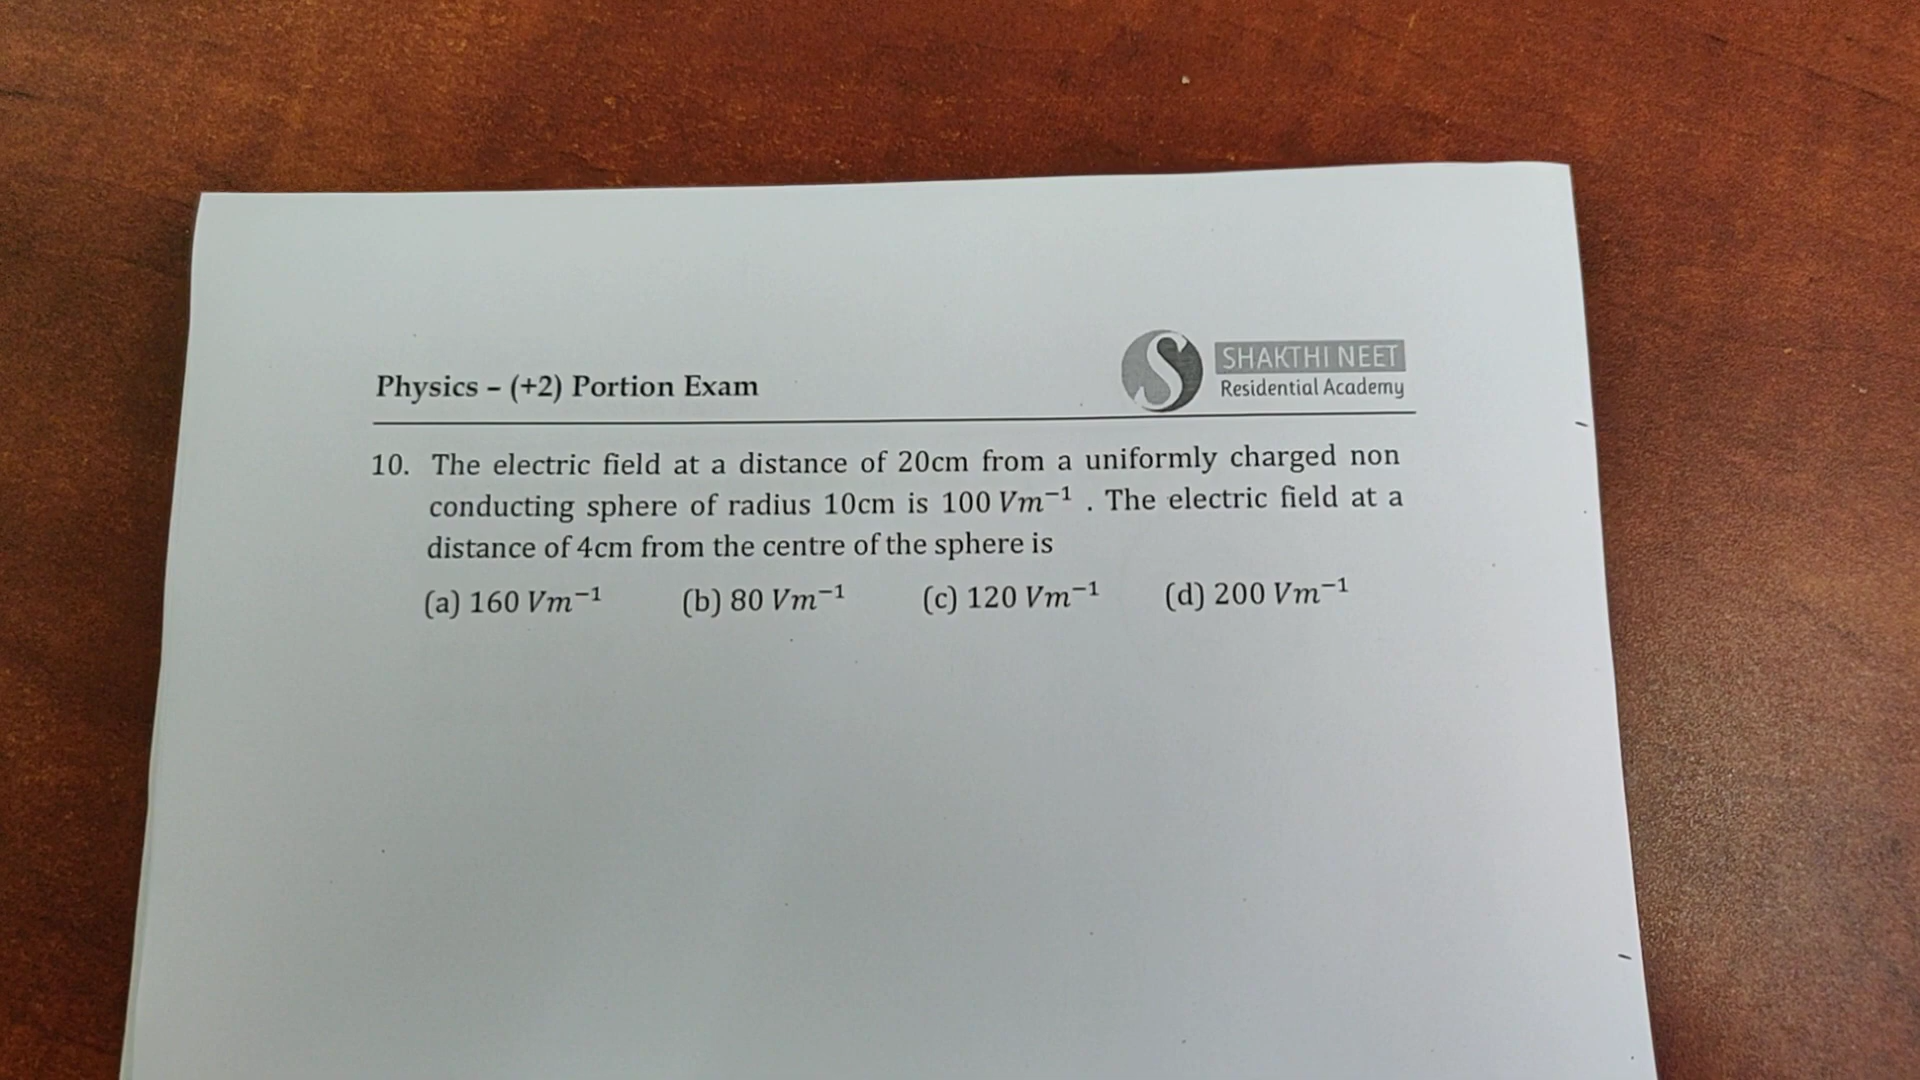 Physics – (+2) Portion Exam
S
SHAKTHI NEET
Residential Academy
10. The electric field at a distance of 20cm from a uniformly charged non
conducting sphere of radius 10cm is 100 Vm⁻¹ . The electric field at a
distance of 4cm from the centre of the sphere is
(a) 160 Vm⁻¹ (b) 80 Vm⁻¹ (c) 120 Vm⁻¹ (d) 200 Vm⁻¹